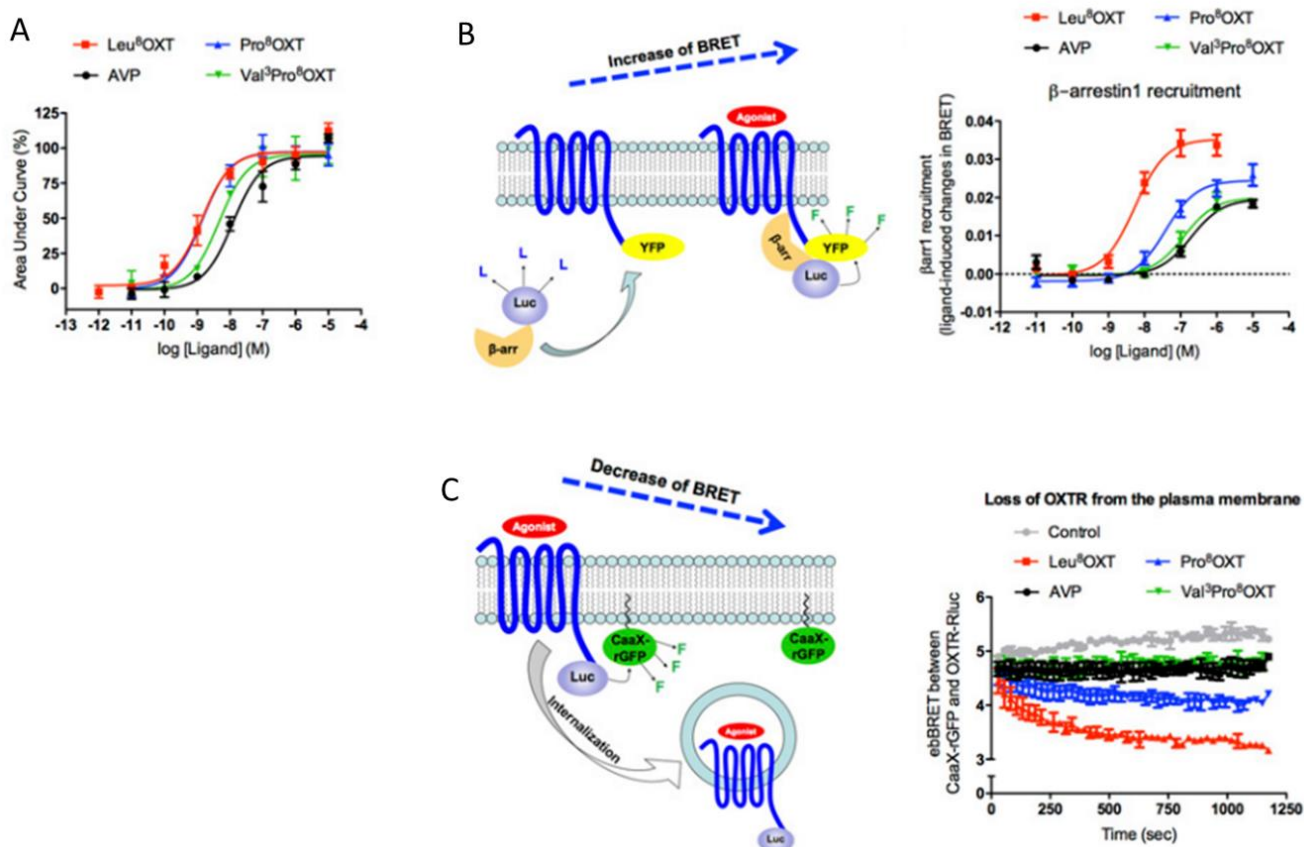 A
Leu⁸OXT
Pro⁸OXT
AVP
Val³Pro⁸OXT
Area Under Curve (%)
125
100
75
50
25
0
-13 -12 -11 -10 -9 -8 -7 -6 -5 -4
log [Ligand] (M)
B
Increase of BRET
Agonist
YFP
L L L
Luc
β-arr
F F F
β-arr
YFP
Luc
Leu⁸OXT
Pro⁸OXT
AVP
Val³Pro⁸OXT
β-arrestin1 recruitment
βarr1 recruitment
(ligand-induced changes in BRET)
0.04
0.03
0.02
0.01
0.00
-0.01
-12 -11 -10 -9 -8 -7 -6 -5 -4
log [Ligand] (M)
C
Decrease of BRET
Agonist
CaaX-
rGFP
F
F
F
Luc
CaaX-
rGFP
Internalization
Agonist
Luc
Loss of OXTR from the plasma membrane
Control
Leu⁸OXT
Pro⁸OXT
AVP
Val³Pro⁸OXT
ebBRET between
CaaX-rGFP and OXTR-Rluc
6
5
4
3
0
0 250 500 750 1000 1250
Time (sec)